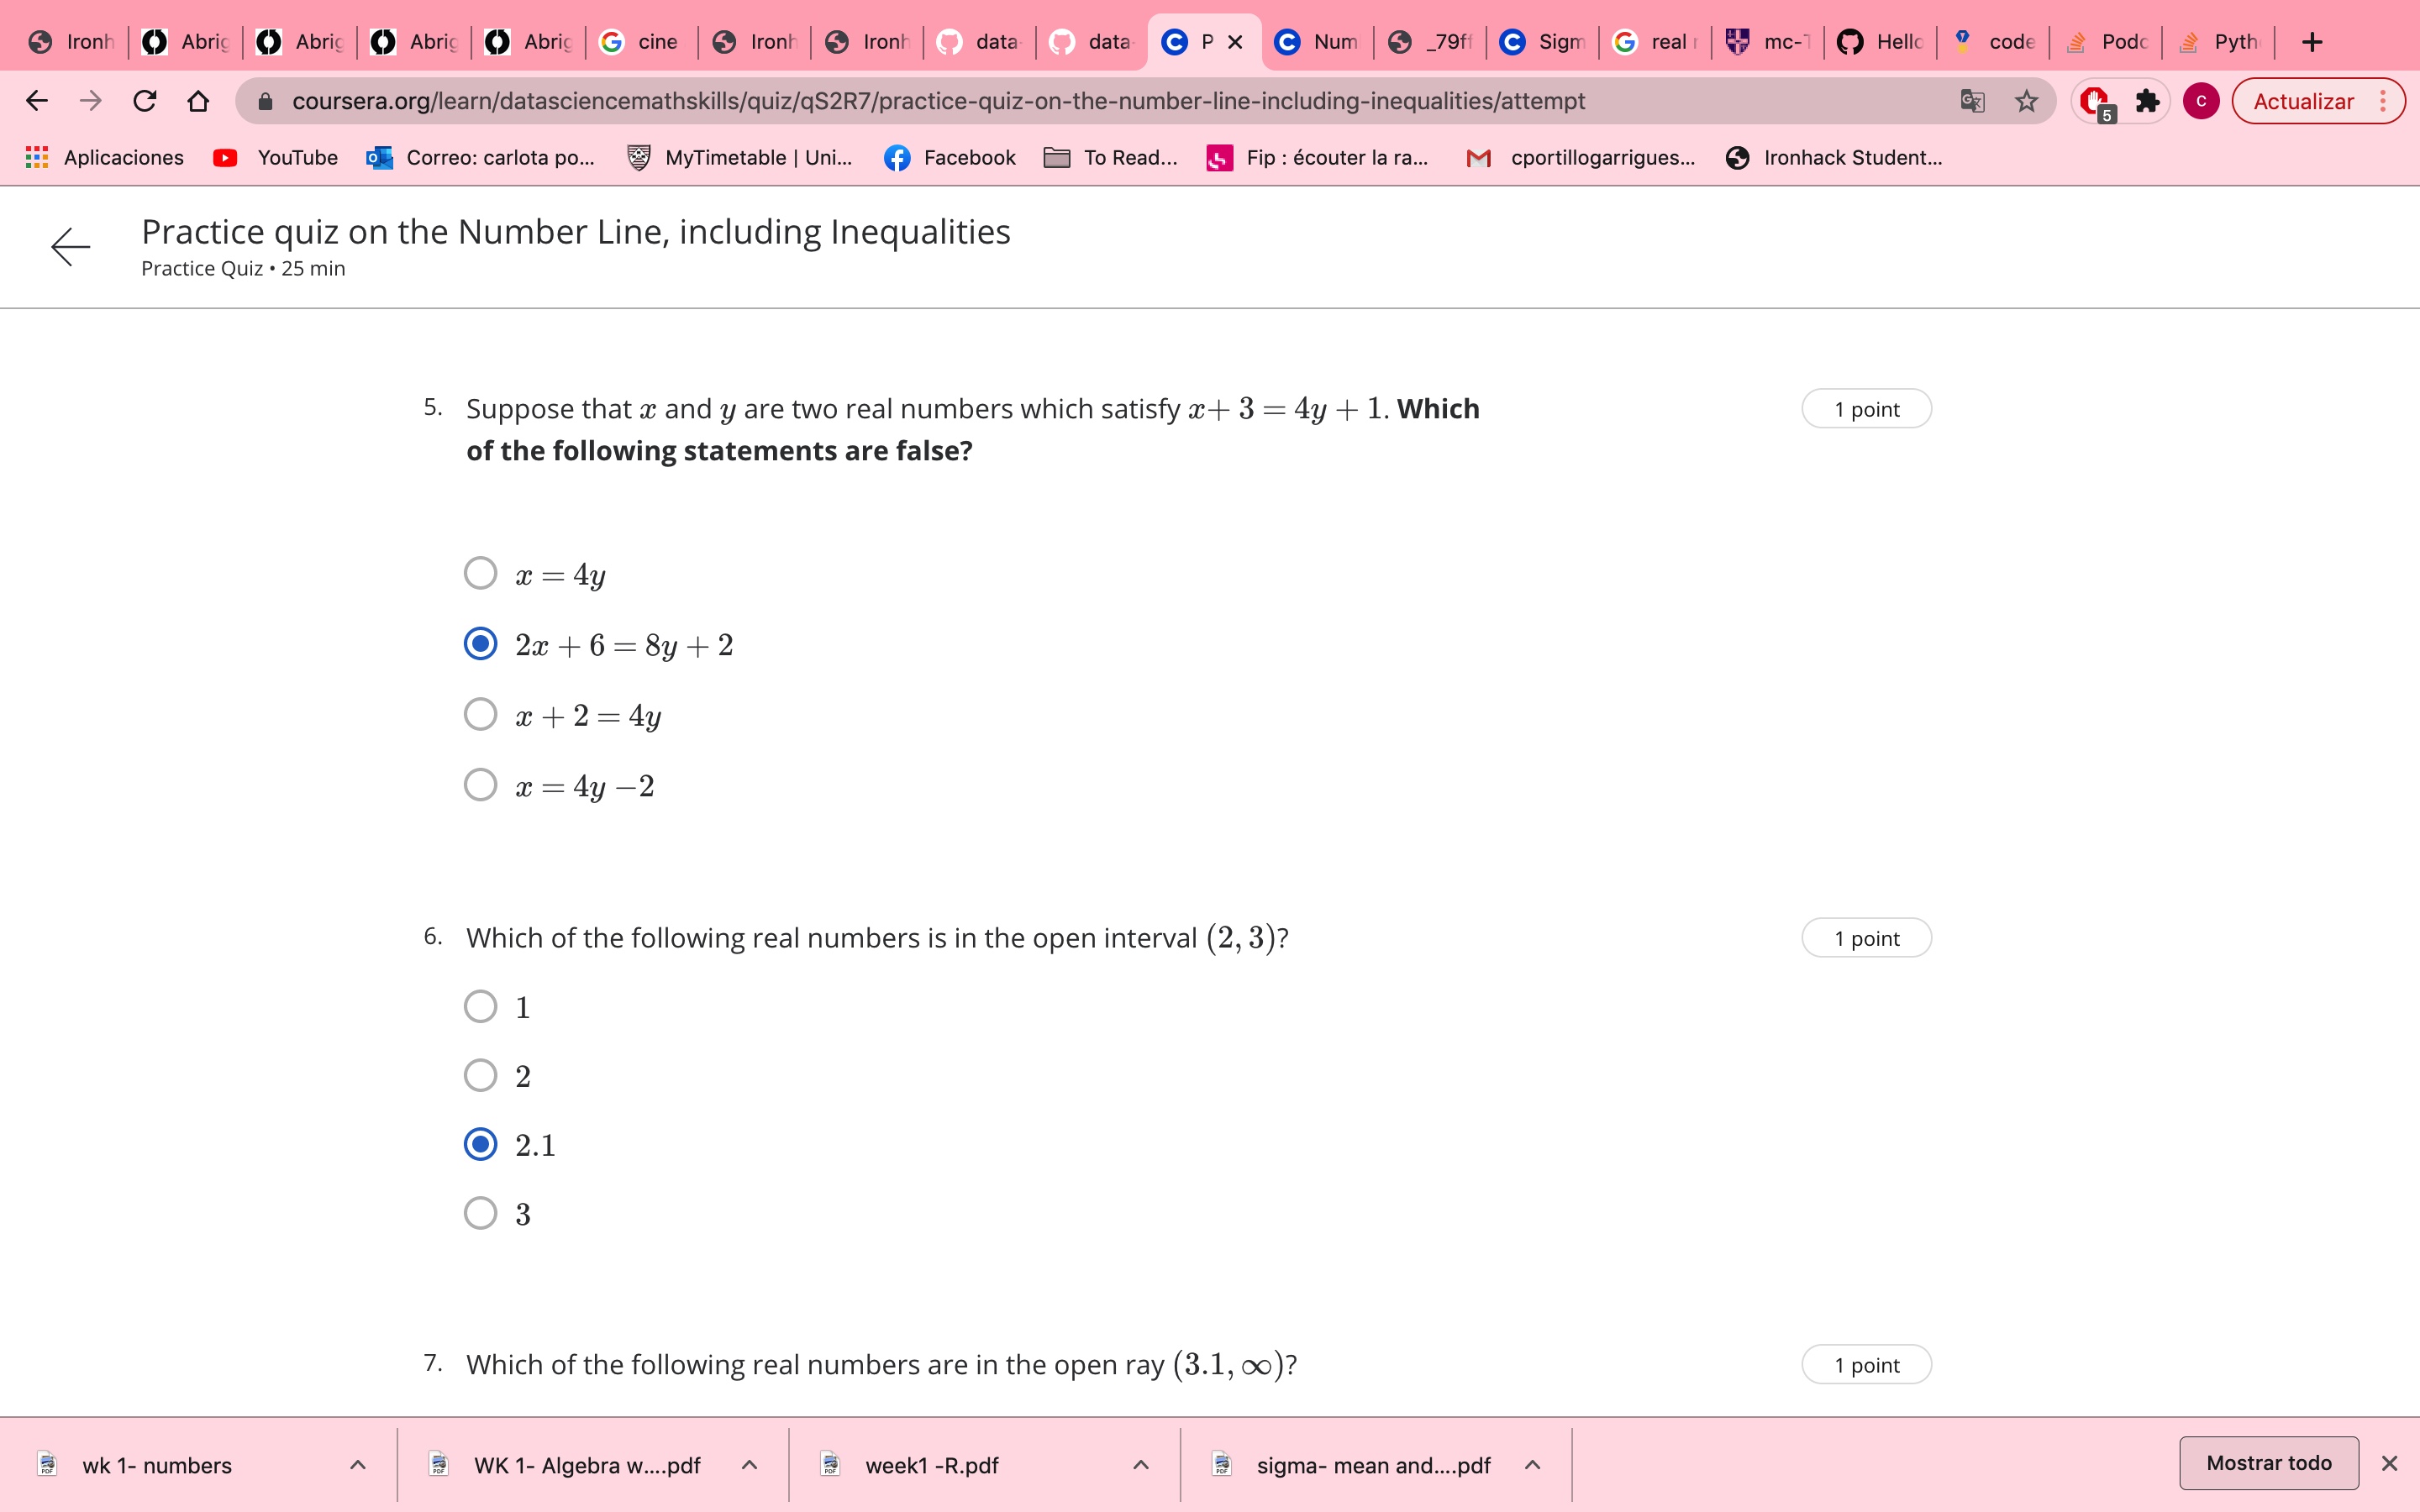 Ironh Abrig Abrig Abrig Abrig cine Ironh Ironh data data- P Num _79ff Sigm real mc-T Hello code Podc Pyth
coursera.org/learn/datasciencemathskills/quiz/qS2R7/practice-quiz-on-the-number-line-including-inequalities/attempt 5 C Actualizar
Aplicaciones YouTube Correo: carlota po... MyTimetable | Uni... Facebook To Read... Fip : écouter la ra... cportillogarrigues... Ironhack Student...
Practice quiz on the Number Line, including Inequalities
Practice Quiz • 25 min
5. Suppose that x and y are two real numbers which satisfy x+ 3 = 4y + 1. Which 1 point
of the following statements are false?
x = 4y
2x + 6 = 8y + 2
x + 2 = 4y
x = 4y −2
6. Which of the following real numbers is in the open interval (2, 3)? 1 point
1
2
2.1
3
7. Which of the following real numbers are in the open ray (3.1, ∞)? 1 point
wk 1- numbers WK 1- Algebra w....pdf week1 -R.pdf sigma- mean and....pdf Mostrar todo